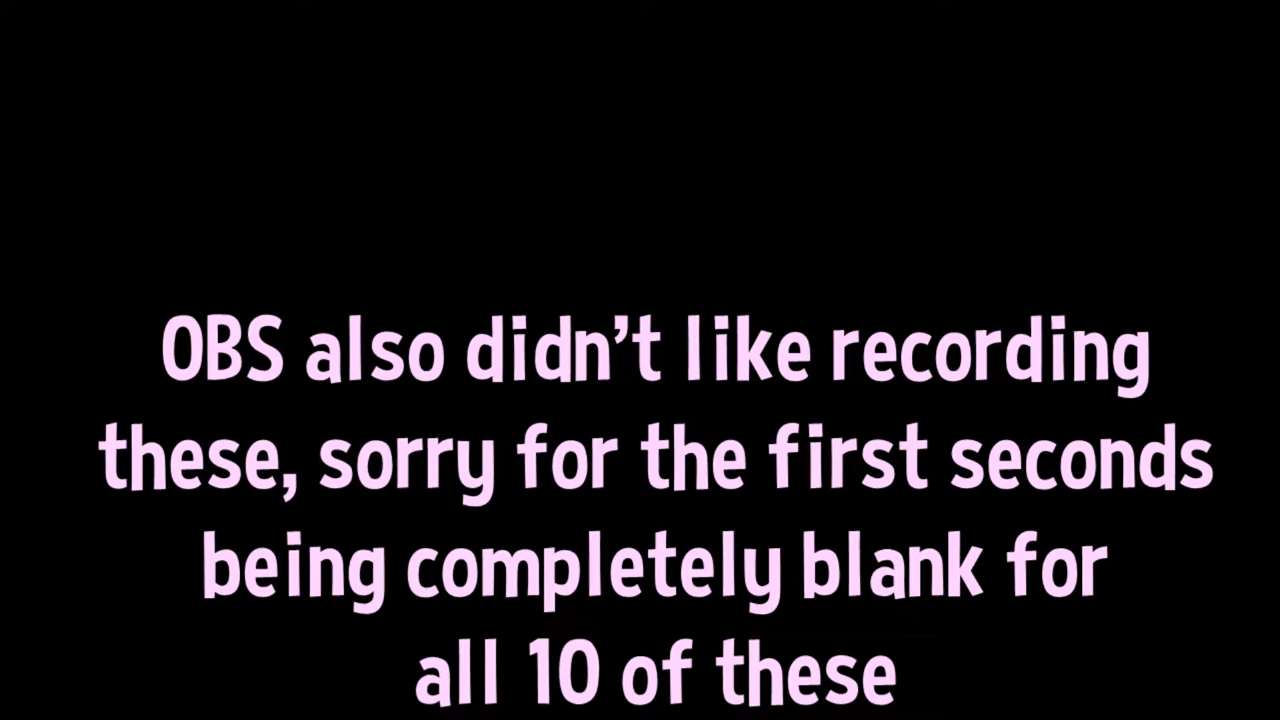 OBS also didn’t like recording
these, sorry for the first seconds
being completely blank for
all 10 of these